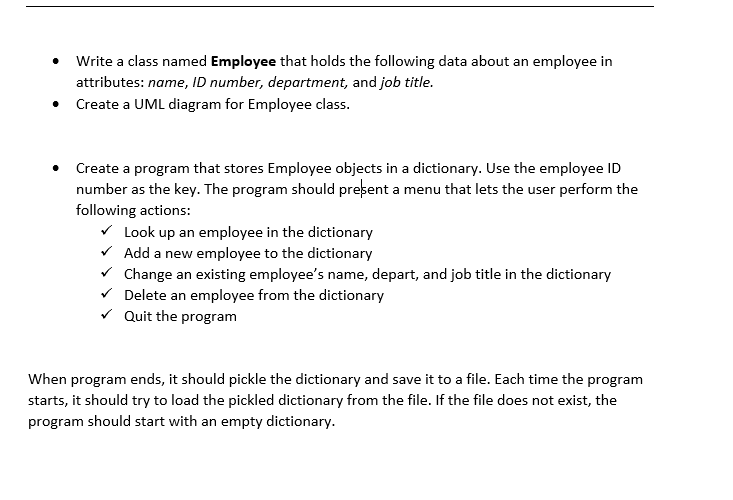 • Write a class named Employee that holds the following data about an employee in
attributes: name, ID number, department, and job title.
• Create a UML diagram for Employee class.
• Create a program that stores Employee objects in a dictionary. Use the employee ID
number as the key. The program should present a menu that lets the user perform the
following actions:
✓ Look up an employee in the dictionary
✓ Add a new employee to the dictionary
✓ Change an existing employee’s name, depart, and job title in the dictionary
✓ Delete an employee from the dictionary
✓ Quit the program
When program ends, it should pickle the dictionary and save it to a file. Each time the program
starts, it should try to load the pickled dictionary from the file. If the file does not exist, the
program should start with an empty dictionary.